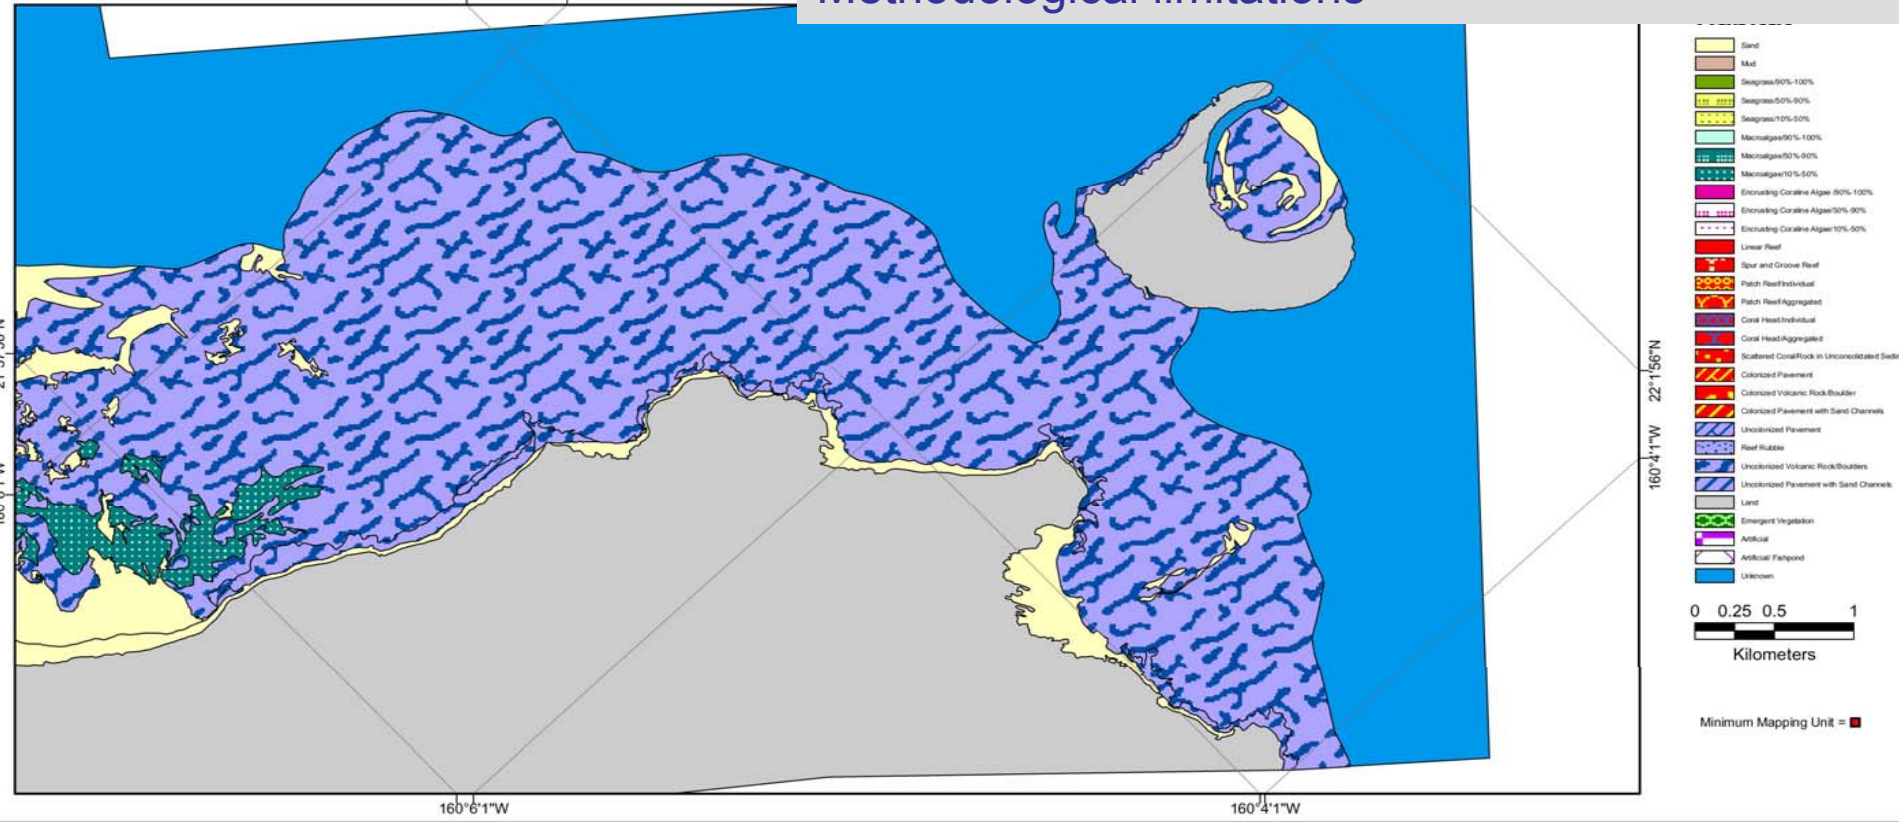 Methodological limitations
Sand
Mud
Seagrass/90%-100%
Seagrass/50%-90%
Seagrass/10%-50%
Macroalgae/90%-100%
Macroalgae/50%-90%
Macroalgae/10%-50%
Encrusting Coraline Algae /90%-100%
Encrusting Coraline Algae/50%-90%
Encrusting Coraline Algae/10%-50%
Linear Reef
Spur and Groove Reef
Patch Reef/Individual
Patch Reef/Aggregated
Coral Head/Individual
Coral Head/Aggregated
Scattered Coral/Rock in Unconsolidated Sedim
Colonized Pavement
Colonized Volcanic Rock/Boulder
Colonized Pavement with Sand Channels
Uncolonized Pavement
Reef Rubble
Uncolonized Volcanic Rock/Boulders
Uncolonized Pavement with Sand Channels
Land
Emergent Vegetation
Artificial
Artificial/ Fishpond
Unknown
0 0.25 0.5 1
Kilometers
Minimum Mapping Unit =
22°1'56"N
160°4'1"W
160°6'1"W
160°4'1"W